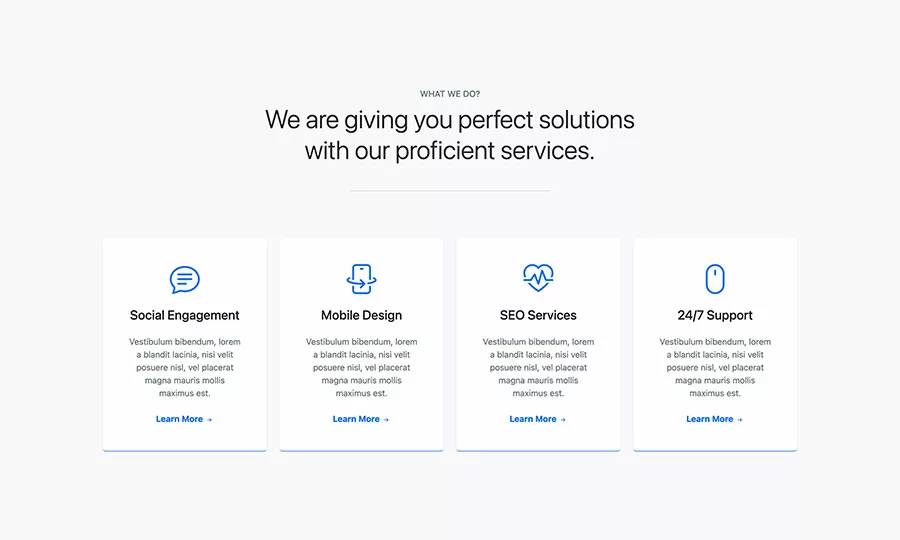 WHAT WE DO?
We are giving you perfect solutions
with our proficient services.
Social Engagement
Vestibulum bibendum, lorem
a blandit lacinia, nisi velit
posuere nisl, vel placerat
magna mauris mollis
maximus est.
Learn More →
Mobile Design
Vestibulum bibendum, lorem
a blandit lacinia, nisi velit
posuere nisl, vel placerat
magna mauris mollis
maximus est.
Learn More →
SEO Services
Vestibulum bibendum, lorem
a blandit lacinia, nisi velit
posuere nisl, vel placerat
magna mauris mollis
maximus est.
Learn More →
24/7 Support
Vestibulum bibendum, lorem
a blandit lacinia, nisi velit
posuere nisl, vel placerat
magna mauris mollis
maximus est.
Learn More →